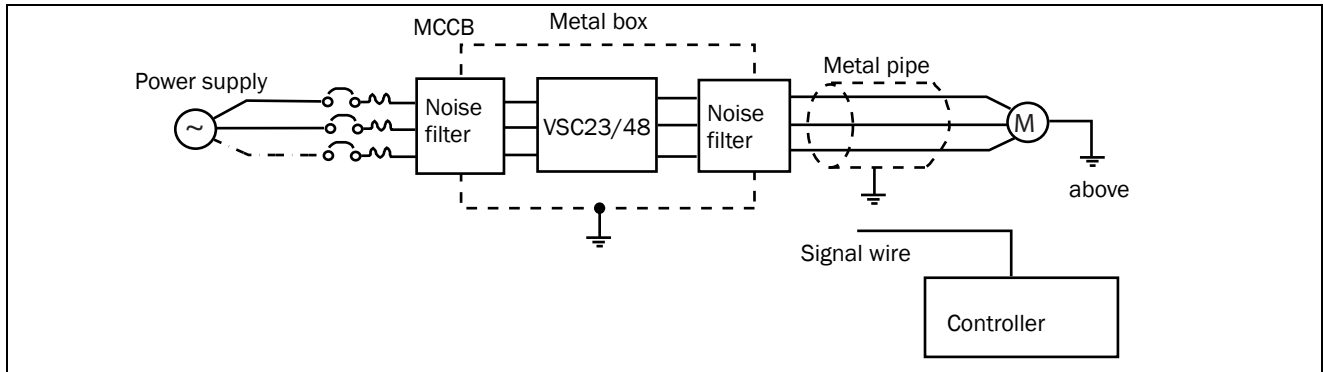 MCCB
Metal box
Power supply
Metal pipe
~
Noise
filter
VSC23/48
Noise
filter
M
above
Signal wire
Controller